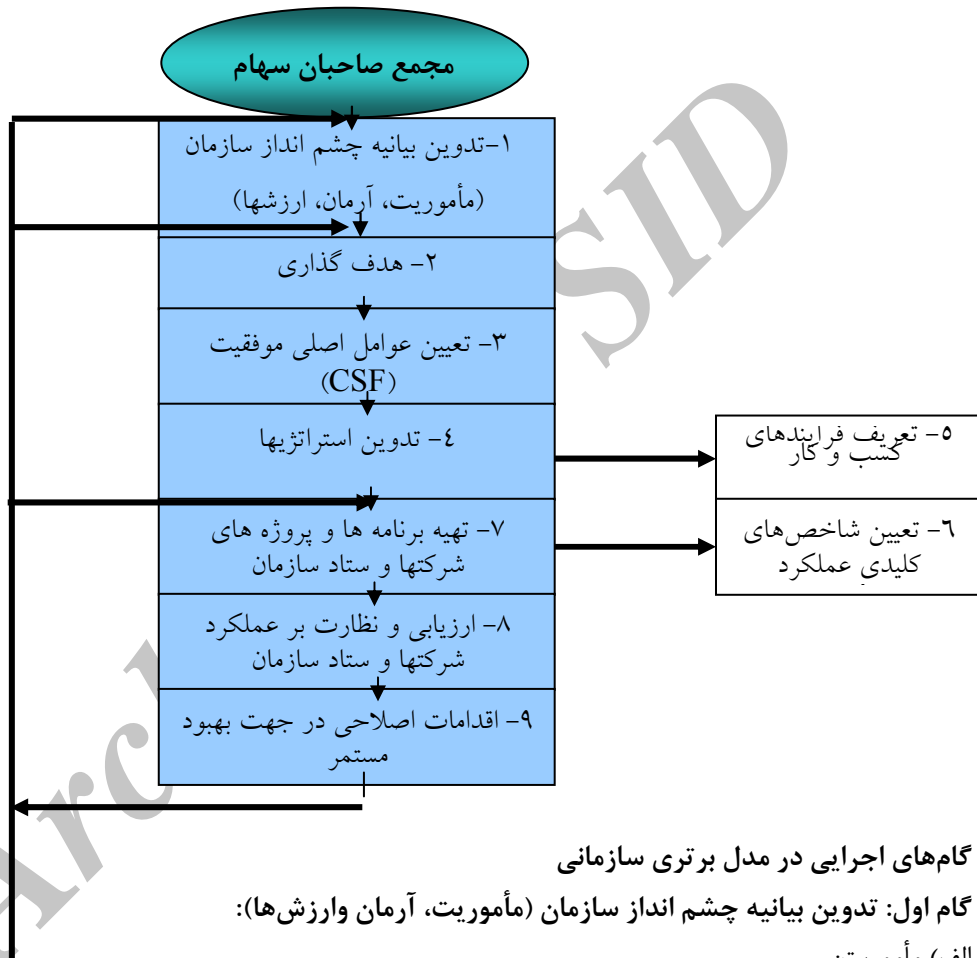 مجمع صاحبان سهام
۱-تدوین بیانیه چشم انداز سازمان
(مأموریت، آرمان، ارزشها)
۲- هدف گذاری
۳- تعیین عوامل اصلی موفقیت
(CSF)
٤- تدوین استراتژیها
٥- تعریف فرایندهای
کسب و کار
۷- تهیه برنامه ها و پروژه های
شرکتها و ستاد سازمان
٦- تعیین شاخص‌های
کلیدی عملکرد
۸- ارزیابی و نظارت بر عملکرد
شرکتها و ستاد سازمان
۹- اقدامات اصلاحی در جهت بهبود
مستمر
گام‌های اجرایی در مدل برتری سازمانی
گام اول: تدوین بیانیه چشم انداز سازمان (مأموریت، آرمان وارزش‌ها):
SID